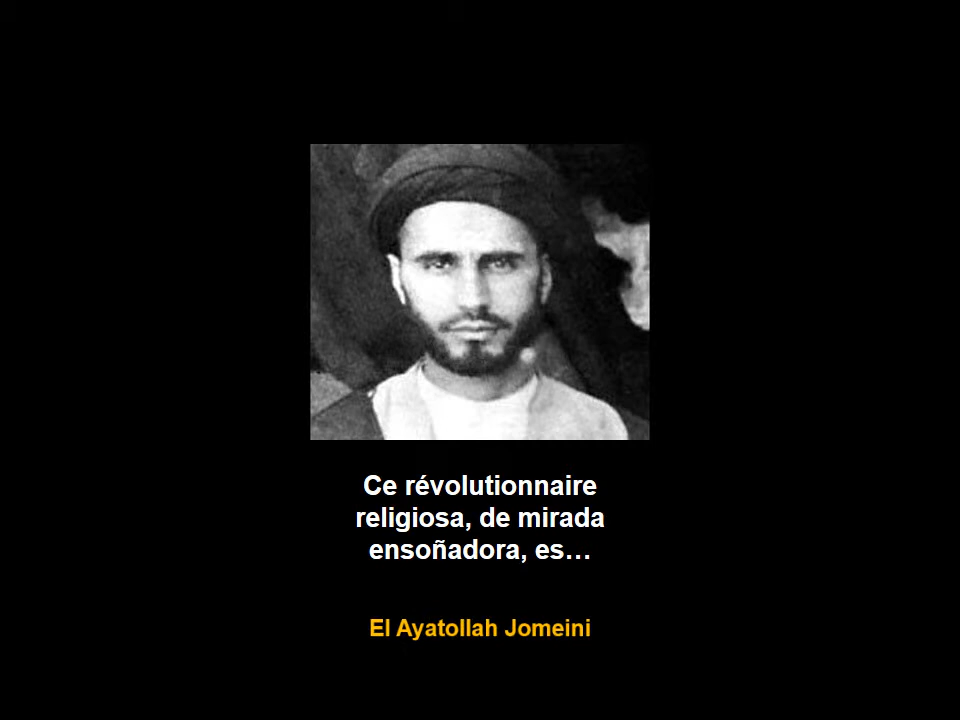 Ce révolutionnaire
religiosa, de mirada
ensoñadora, es…
El Ayatollah Jomeini